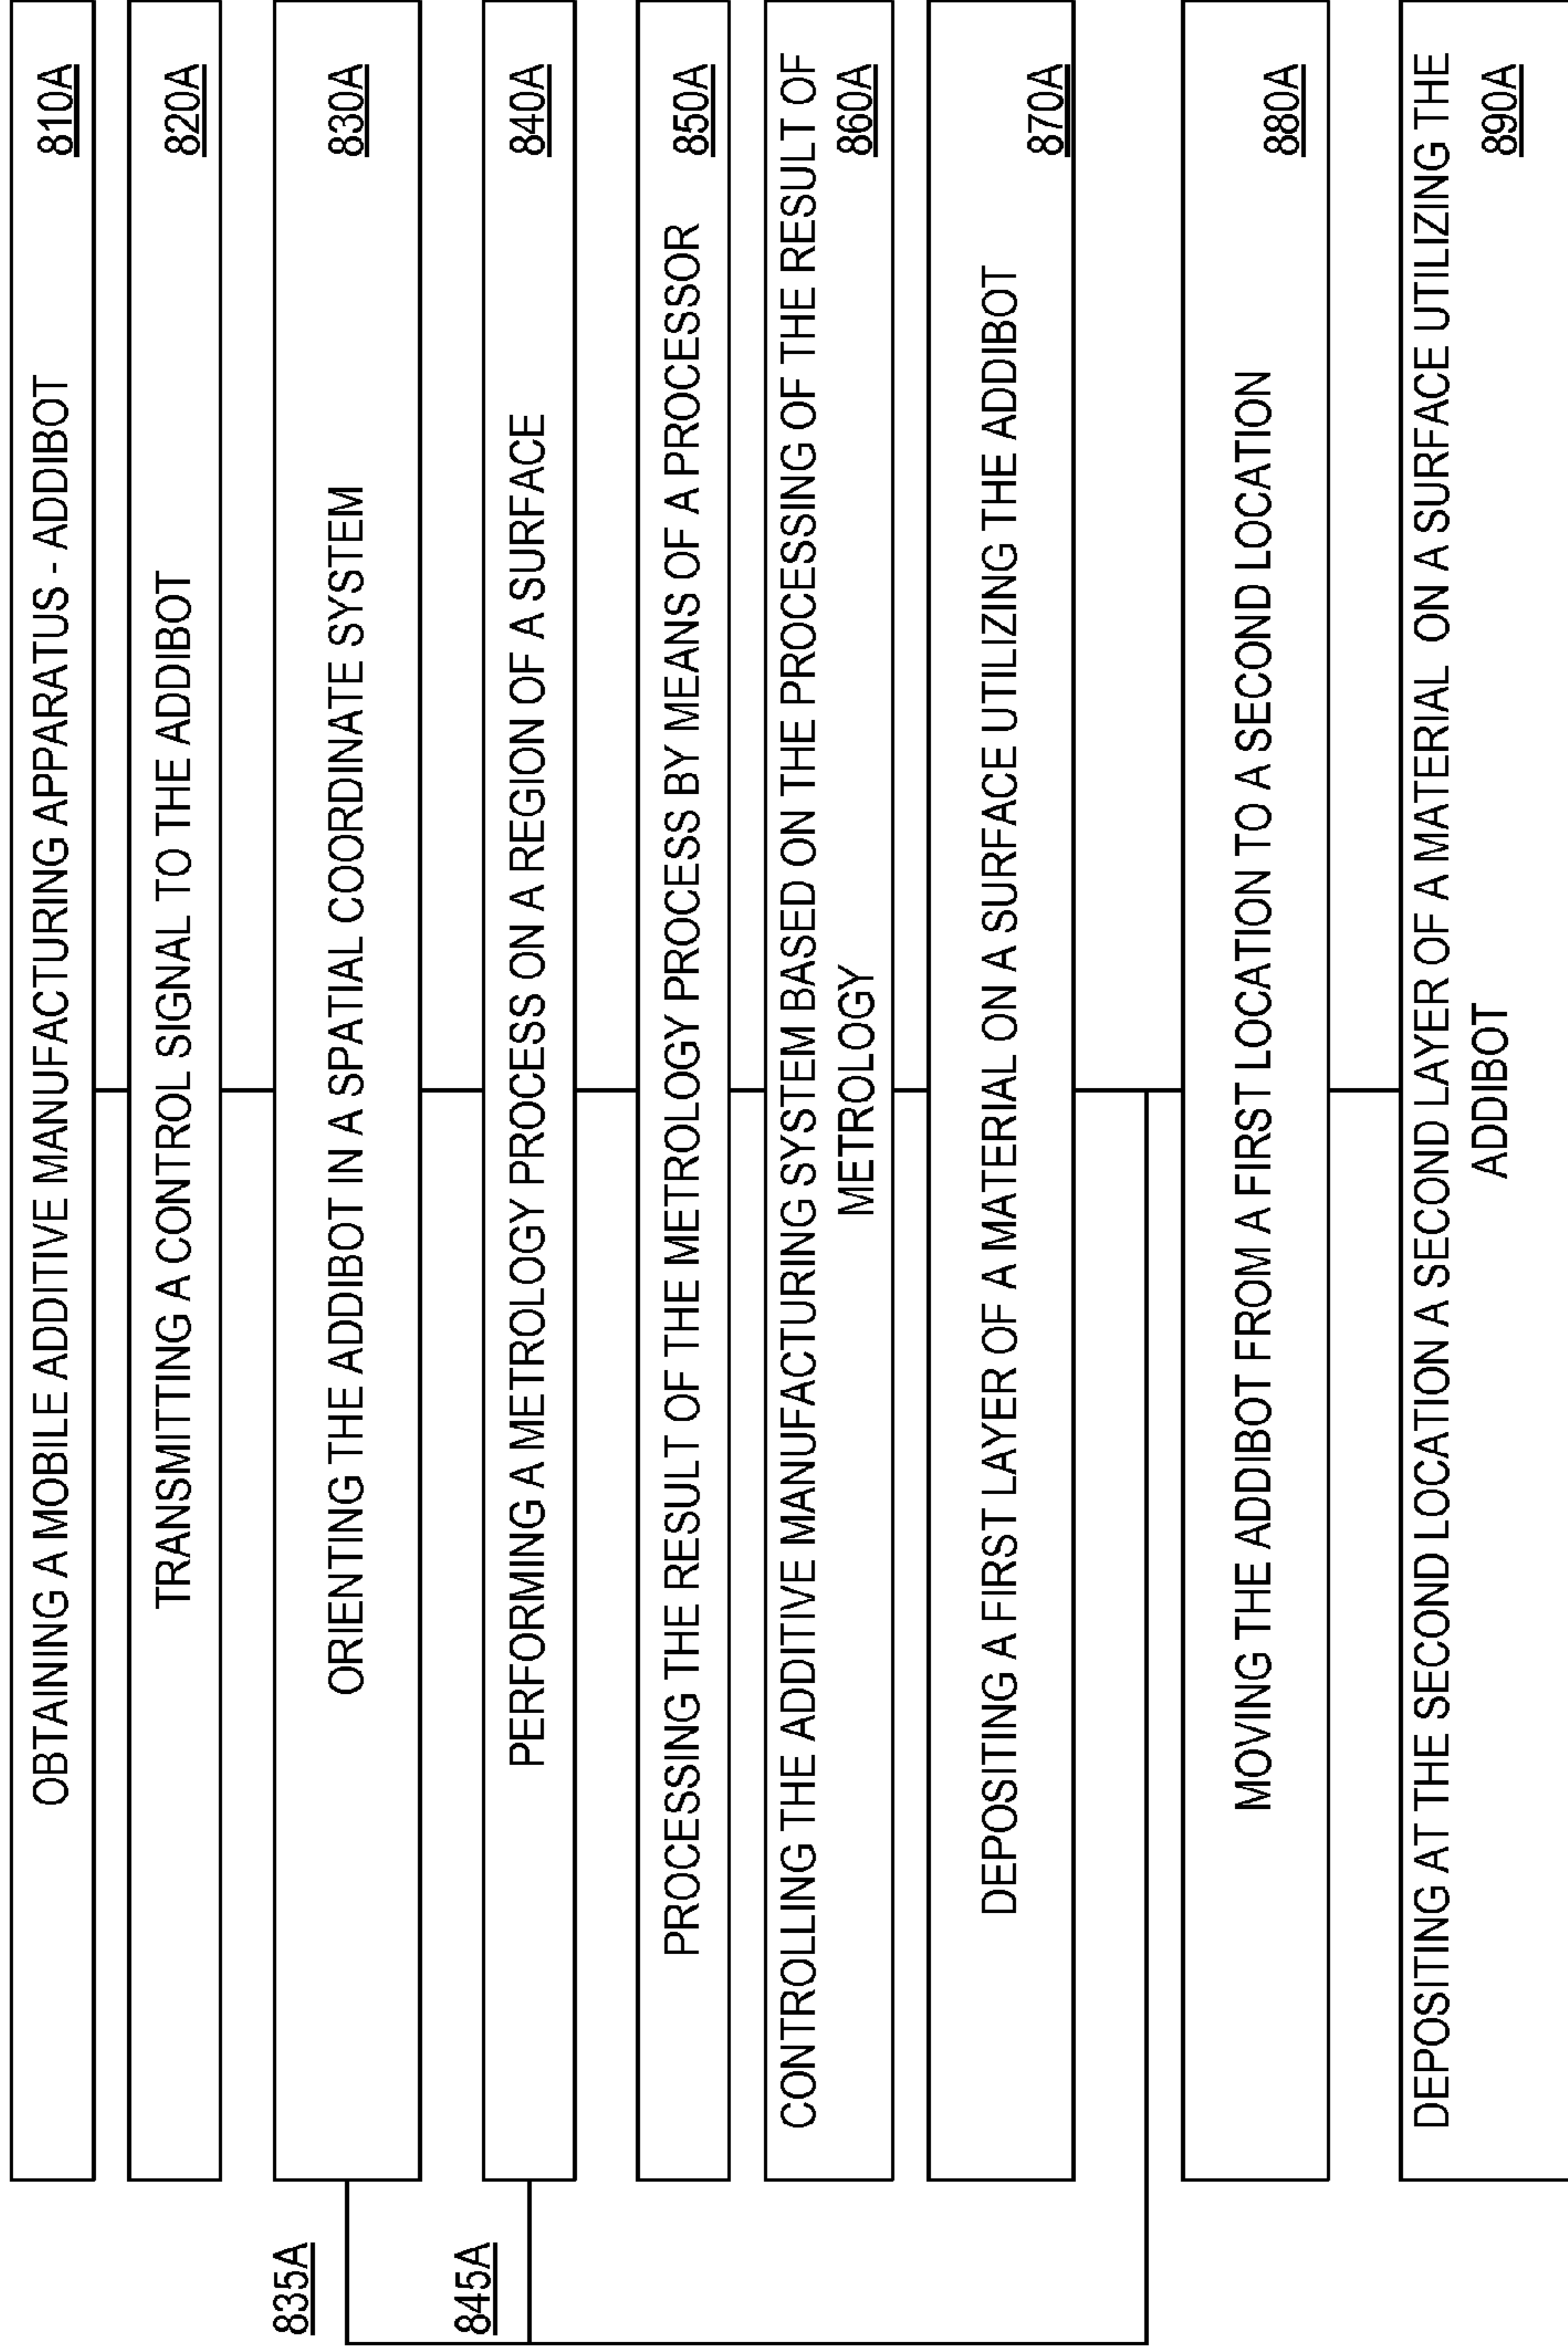 OBTAINING A MOBILE ADDITIVE MANUFACTURING APPARATUS - ADDIBOT
810A
TRANSMITTING A CONTROL SIGNAL TO THE ADDIBOT
820A
835A
ORIENTING THE ADDIBOT IN A SPATIAL COORDINATE SYSTEM
830A
845A
PERFORMING A METROLOGY PROCESS ON A REGION OF A SURFACE
840A
PROCESSING THE RESULT OF THE METROLOGY PROCESS BY MEANS OF A PROCESSOR
850A
CONTROLLING THE ADDITIVE MANUFACTURING SYSTEM BASED ON THE PROCESSING OF THE RESULT OF
METROLOGY
860A
DEPOSITING A FIRST LAYER OF A MATERIAL ON A SURFACE UTILIZING THE ADDIBOT
870A
MOVING THE ADDIBOT FROM A FIRST LOCATION TO A SECOND LOCATION
880A
DEPOSITING AT THE SECOND LOCATION A SECOND LAYER OF A MATERIAL ON A SURFACE UTILIZING THE
ADDIBOT
890A